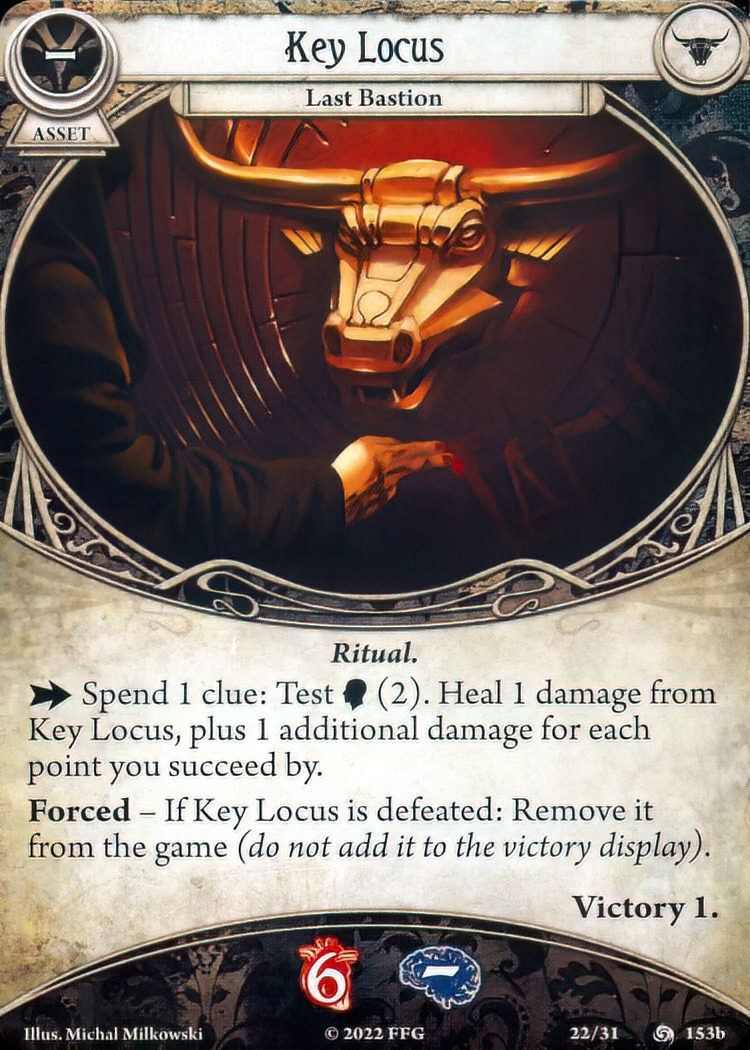 Key Locus
Last Bastion
–
ASSET
Ritual.
Spend 1 clue: Test (2). Heal 1 damage from
Key Locus, plus 1 additional damage for each
point you succeed by.
Forced – If Key Locus is defeated: Remove it
from the game (do not add it to the victory display).
Victory 1.
6 –
Illus. Michal Milkowski © 2022 FFG 22/31 153b